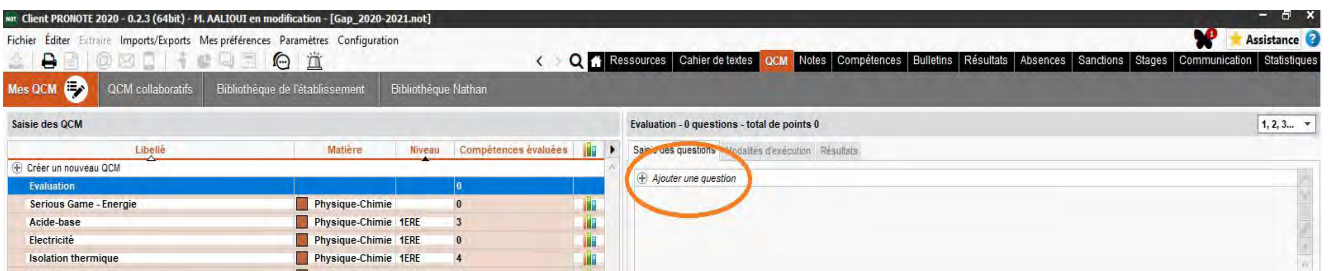 Client PRONOTE 2020 - 0.2.3 (64bit) - M. AALIOUI en modification - [Gap_2020-2021.not]
Fichier Éditer Extraire Imports/Exports Mes préférences Paramètres Configuration
Assistance
Ressources Cahier de textes QCM Notes Compétences Bulletins Résultats Absences Sanctions Stages Communication Statistiques
Mes QCM QCM collaboratifs Bibliothèque de l'établissement Bibliothèque Nathan
Saisie des QCM
Evaluation - 0 questions - total de points 0
1, 2, 3...
Libellé Matière Niveau Compétences évaluées
Saisie des questions Modalités d'exécution Résultats
Créer un nouveau QCM
Ajouter une question
Evaluation 0
Serious Game - Energie Physique-Chimie 0
Acide-base Physique-Chimie 1ERE 3
Electricité Physique-Chimie 1ERE 0
Isolation thermique Physique-Chimie 1ERE 4